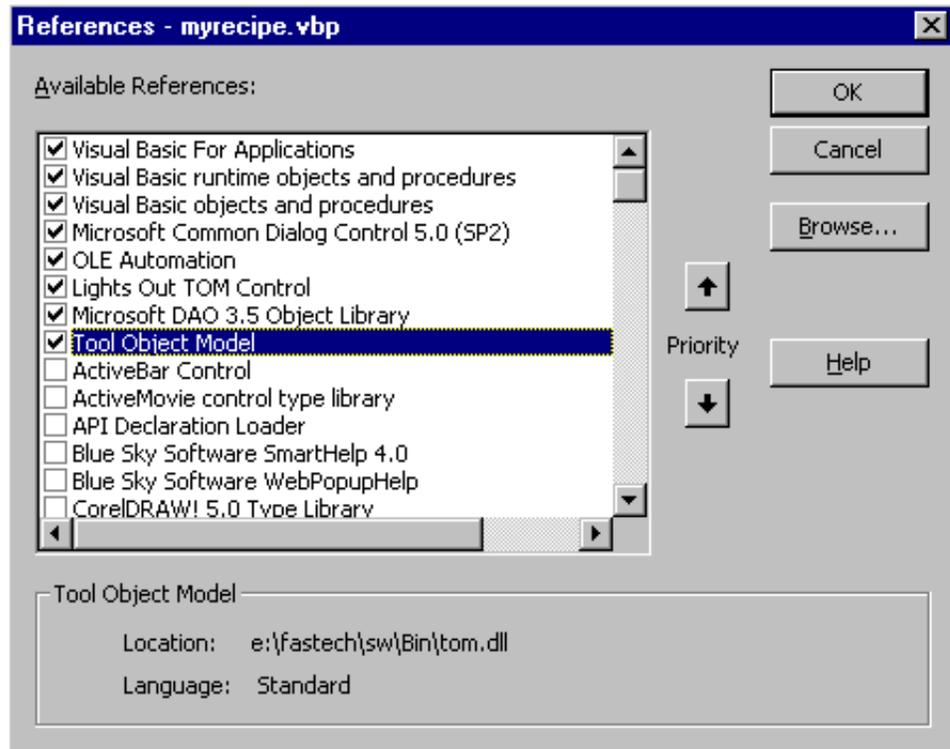 References - myrecipe.vbp
Available References:
Visual Basic For Applications
Visual Basic runtime objects and procedures
Visual Basic objects and procedures
Microsoft Common Dialog Control 5.0 (SP2)
OLE Automation
Lights Out TOM Control
Microsoft DAO 3.5 Object Library
Tool Object Model
ActiveBar Control
ActiveMovie control type library
API Declaration Loader
Blue Sky Software SmartHelp 4.0
Blue Sky Software WebPopupHelp
CorelDRAW! 5.0 Type Library
OK
Cancel
Browse...
Priority
Help
Tool Object Model
Location: e:\fastech\sw\Bin\tom.dll
Language: Standard